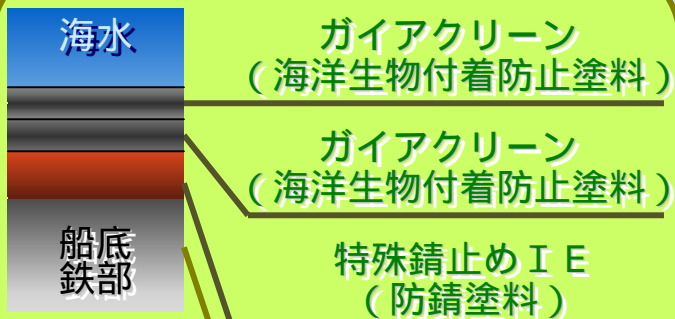 海水
ガイアクリーン
（海洋生物付着防止塗料）
ガイアクリーン
（海洋生物付着防止塗料）
船底
鉄部
特殊錆止めＩＥ
（防錆塗料）